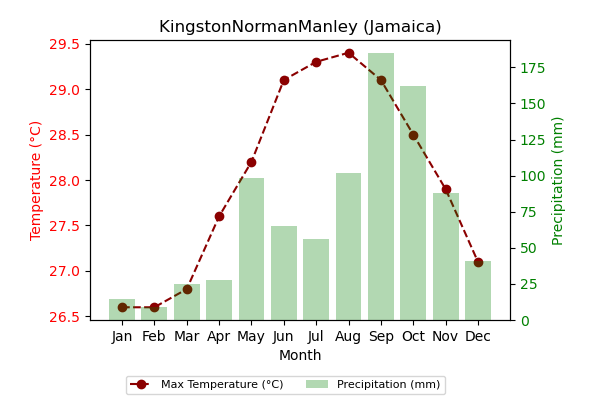 KingstonNormanManley (Jamaica)
29.5
29.0
28.5
28.0
27.5
27.0
26.5
Temperature (°C)
175
150
125
100
75
50
25
0
Precipitation (mm)
Jan Feb Mar Apr May Jun Jul Aug Sep Oct Nov Dec
Month
Max Temperature (°C) Precipitation (mm)